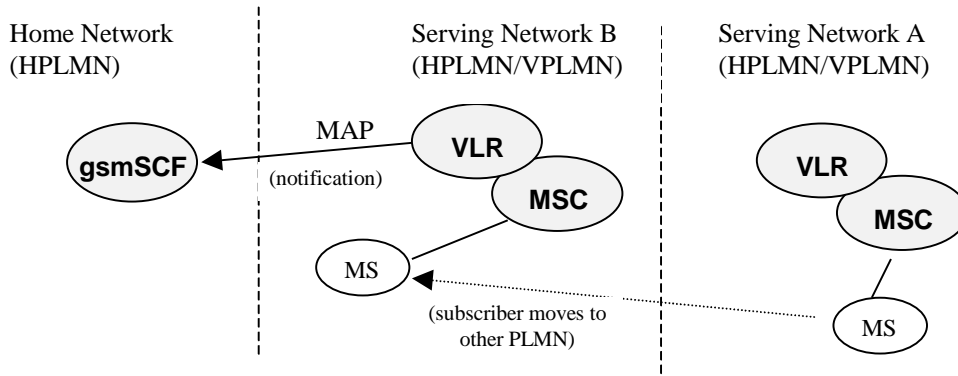 Home Network
(HPLMN)
Serving Network B
(HPLMN/VPLMN)
Serving Network A
(HPLMN/VPLMN)
MAP
(notification)
gsmSCF
VLR
MSC
MS
VLR
MSC
MS
(subscriber moves to
other PLMN)